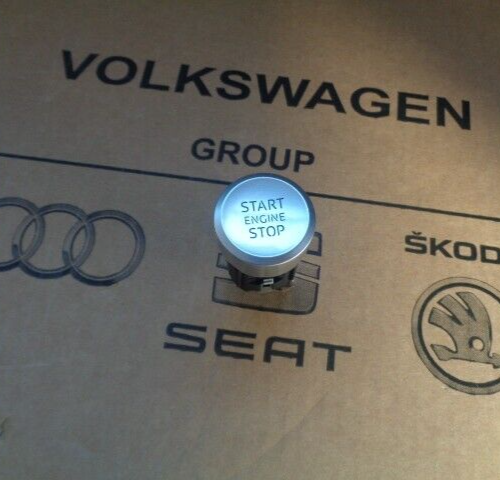 VOLKSWAGEN
GROUP
START
ENGINE
STOP
ŠKOD
SEAT